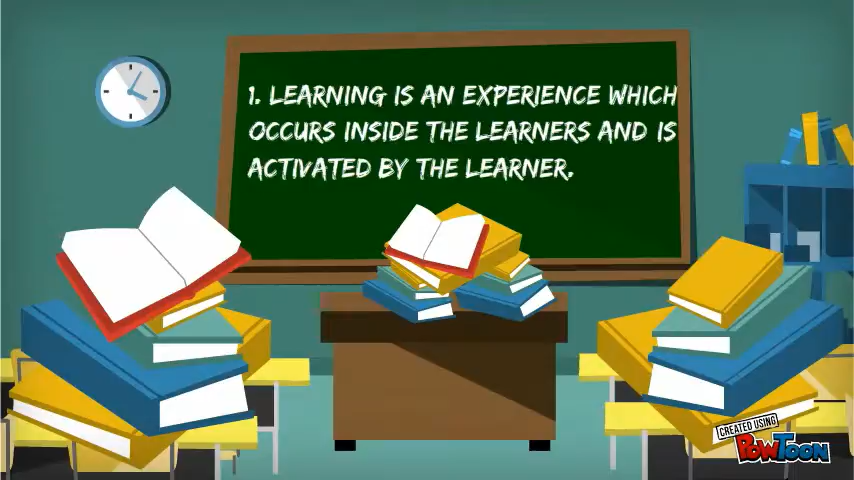 1. LEARNING IS AN EXPERIENCE WHICH
OCCURS INSIDE THE LEARNERS AND IS
ACTIVATED BY THE LEARNER.
CREATED USING
POWTOON